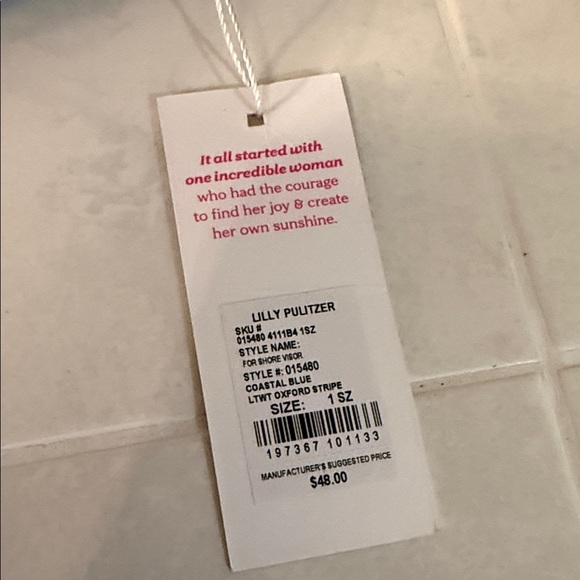 It all started with
one incredible woman
who had the courage
to find her joy & create
her own sunshine.
LILLY PULITZER
SKU #
015480 4111B4 1SZ
STYLE NAME:
FOR SHORE VISOR
STYLE #: 015480
COASTAL BLUE
LTWT OXFORD STRIPE
SIZE: 1 SZ
197367 101133
MANUFACTURER'S SUGGESTED PRICE
$48.00